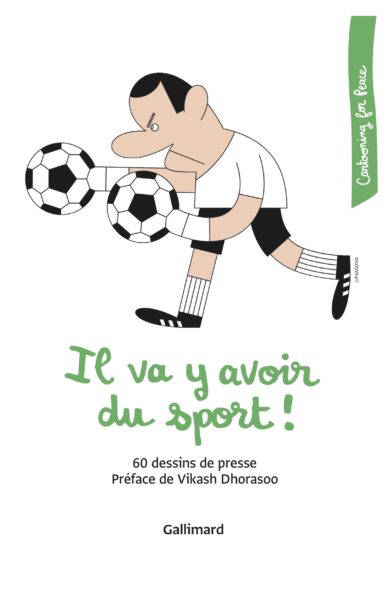 Cartooning for Peace
Il va y avoir
du sport !
60 dessins de presse
Préface de Vikash Dhorasoo
Gallimard